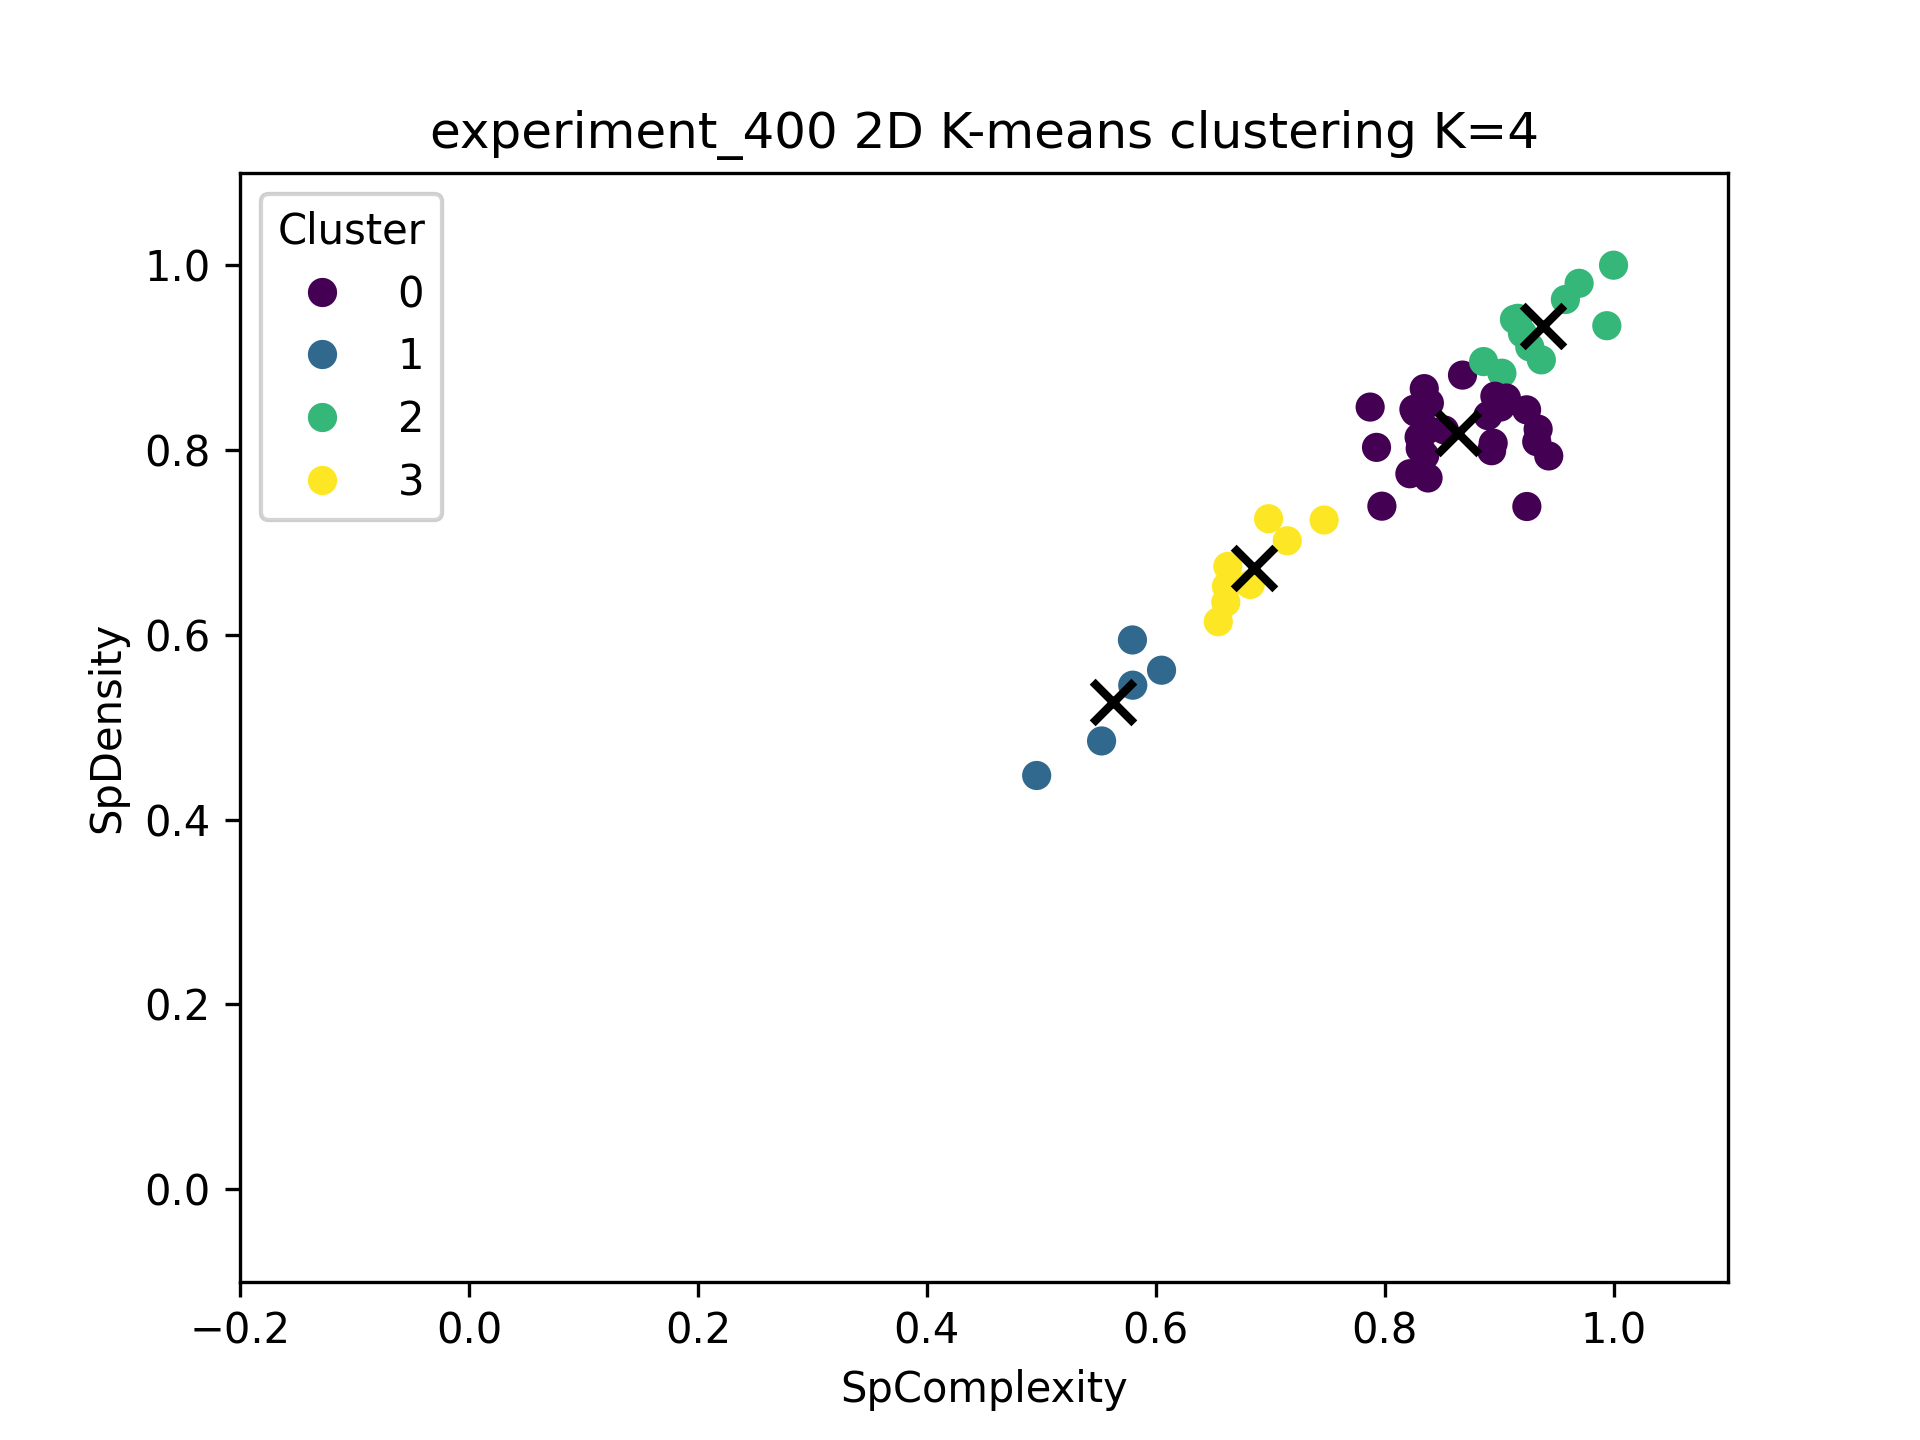 experiment_400 2D K-means clustering K=4
Cluster
0
1
2
3
1.0
0.8
0.6
0.4
0.2
0.0
SpDensity
−0.2 0.0 0.2 0.4 0.6 0.8 1.0
SpComplexity